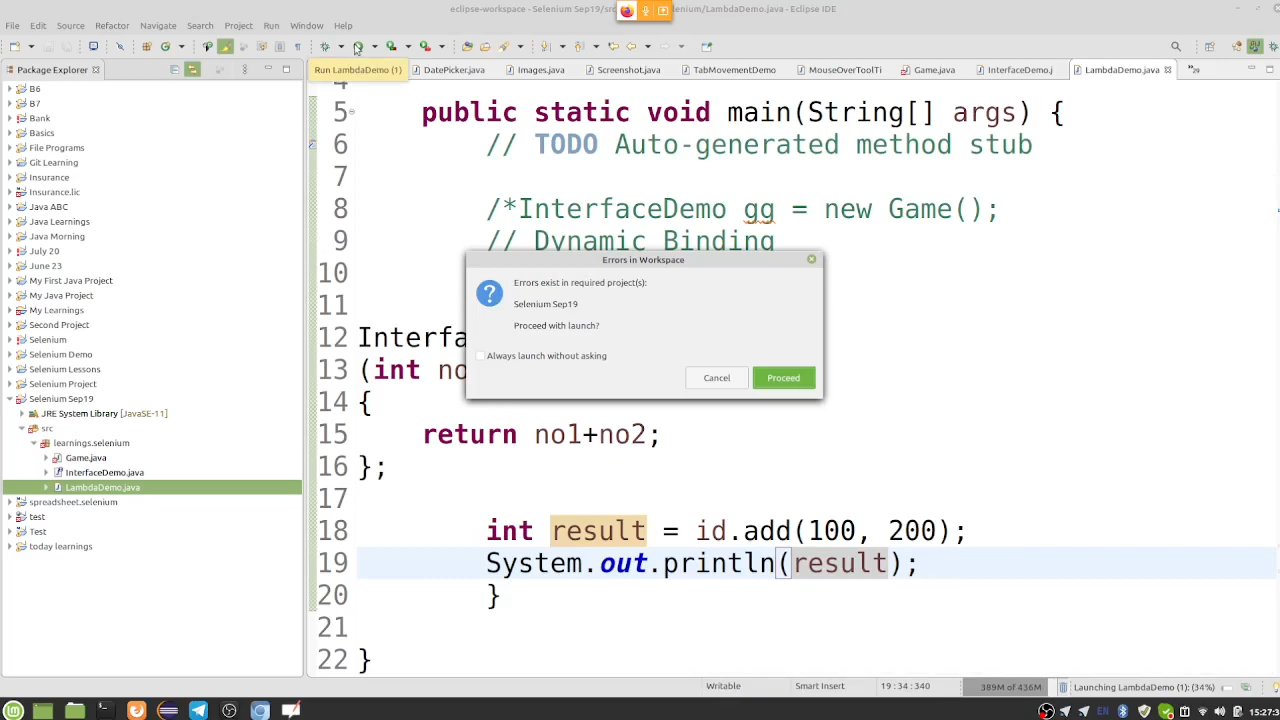 eclipse-workspace - Selenium Sep19/src
elenium/LambdaDemo.java - Eclipse IDE
File Edit Source Refactor Navigate Search Project Run Window Help
Package Explorer
Run LambdaDemo (1)
DatePicker.java
Images.java
Screenshot.java
TabMovementDemo
MouseOverToolTi
Game.java
InterfaceDem.j
LambdaDemo.java
B6
B7
Bank
Basics
File Programs
Git Learning
Insurance
Insurance.lic
Java ABC
Java Learnings
Java Morning
July 20
June 23
My First Java Project
My Java Project
My Learnings
Second Project
Selenium
Selenium Demo
Selenium Lessons
Selenium Project
Selenium Sep19
JRE System Library [JavaSE-11]
src
learnings.selenium
Game.java
InterfaceDemo.java
LambdaDemo.java
spreadsheet.selenium
test
Test
today learnings
4
5 public static void main(String[] args) {
6 // TODO Auto-generated method stub
7
8 /*InterfaceDemo gg = new Game();
9 // Dynamic Binding
10
11
12 Interfa
13 (int no
14 {
15 return no1+no2;
16 };
17
18 int result = id.add(100, 200);
19 System.out.println(result);
20 }
21
22 }
Errors in Workspace
Errors exist in required project(s):
Selenium Sep19
Proceed with launch?
Always launch without asking
Cancel Proceed
Writable Smart Insert 19 : 34 : 340 389M of 436M Launching LambdaDemo (1): (34%)
EN 15:27:3